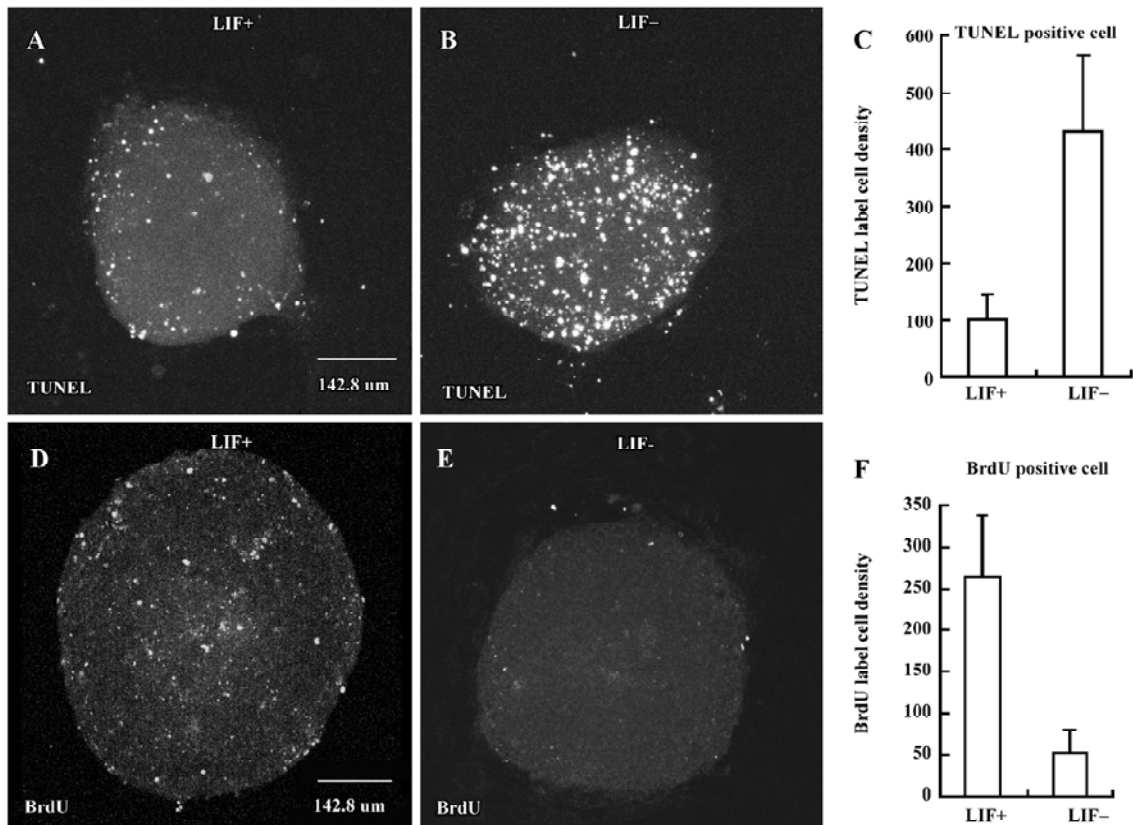 A
LIF+
TUNEL
142.8 um
B
LIF−
TUNEL
C
TUNEL positive cell
TUNEL label cell density
600
500
400
300
200
100
0
LIF+
LIF−
D
LIF+
BrdU
142.8 um
E
LIF-
F
BrdU positive cell
BrdU label cell density
350
300
250
200
150
100
50
0
LIF+
LIF−
BrdU